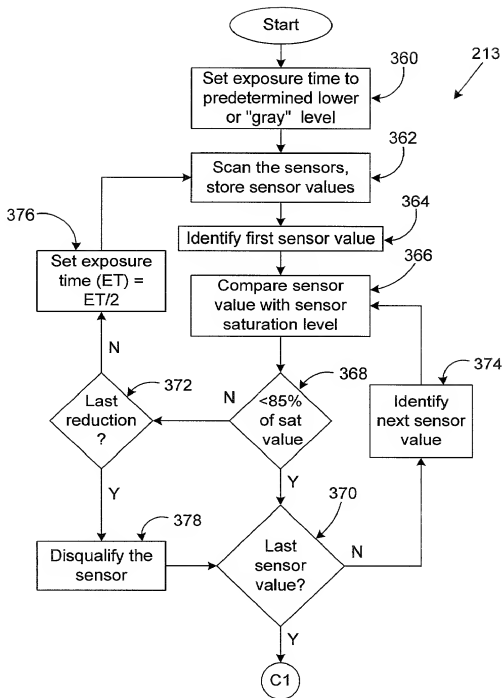 Start
213
360
Set exposure time to
predetermined lower
or "gray" level
362
Scan the sensors,
store sensor values
364
376
Identify first sensor value
366
Set exposure
time (ET) =
ET/2
Compare sensor
value with sensor
saturation level
374
N
372
368
N
<85%
of sat
value
Last
reduction
?
Identify
next sensor
value
Y
Y
378
370
Disqualify the
sensor
Last
sensor
value?
N
Y
C1